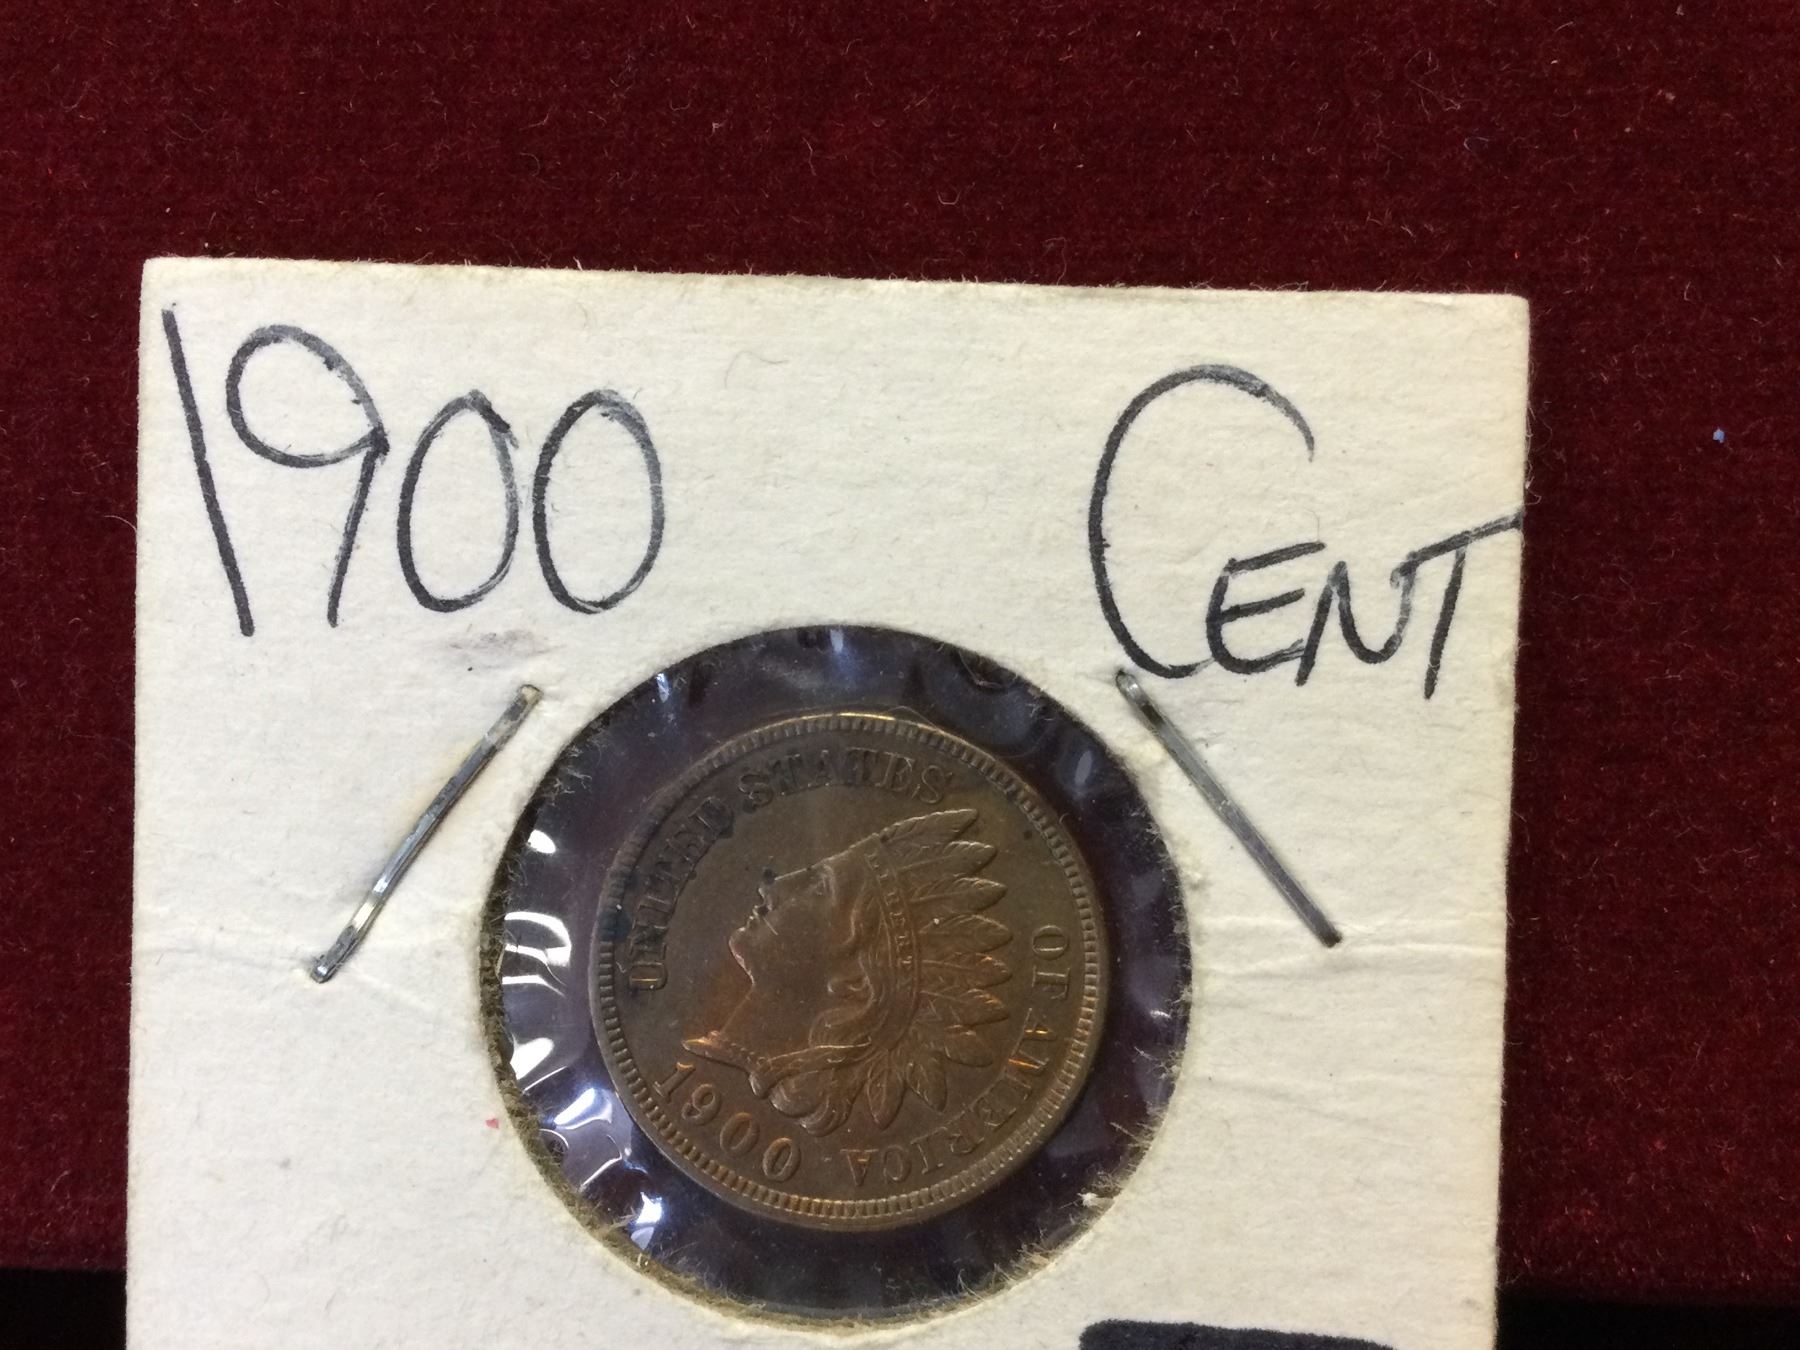 1900 CENT
UNITED STATES OF AMERICA
LIBERTY
1900